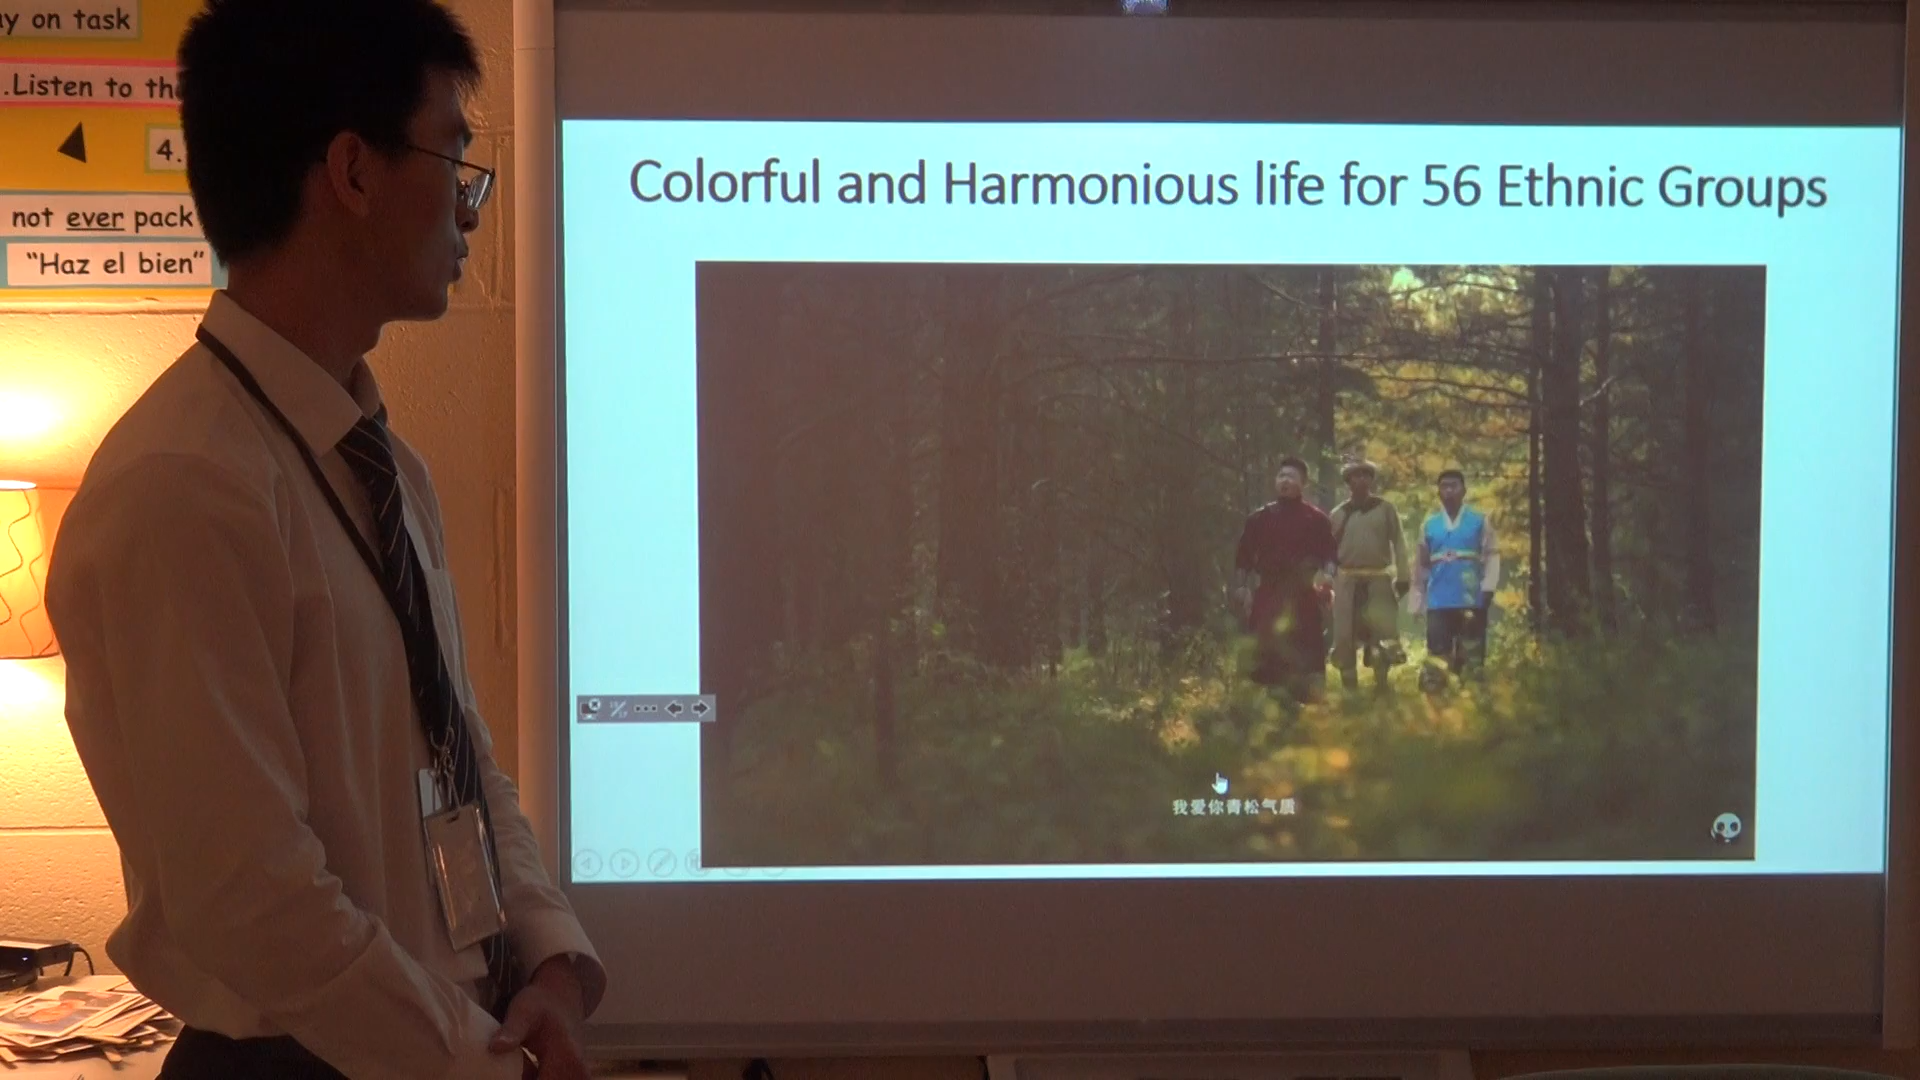 y on task
.Listen to th
4.
not ever pack
"Haz el bien"
Colorful and Harmonious life for 56 Ethnic Groups
我爱你青松气质